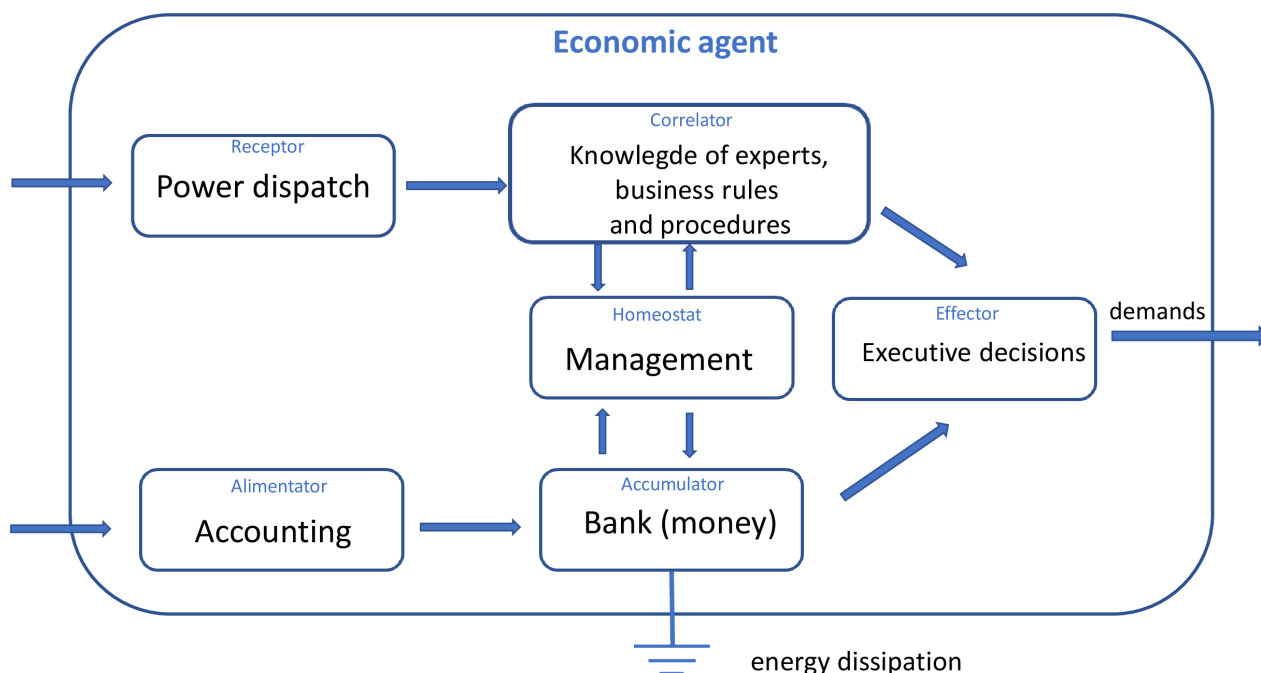 Economic agent
Receptor
Power dispatch
Correlator
Knowlegde of experts,
business rules
and procedures
Homeostat
Management
Effector
Executive decisions
demands
Alimentator
Accounting
Accumulator
Bank (money)
energy dissipation